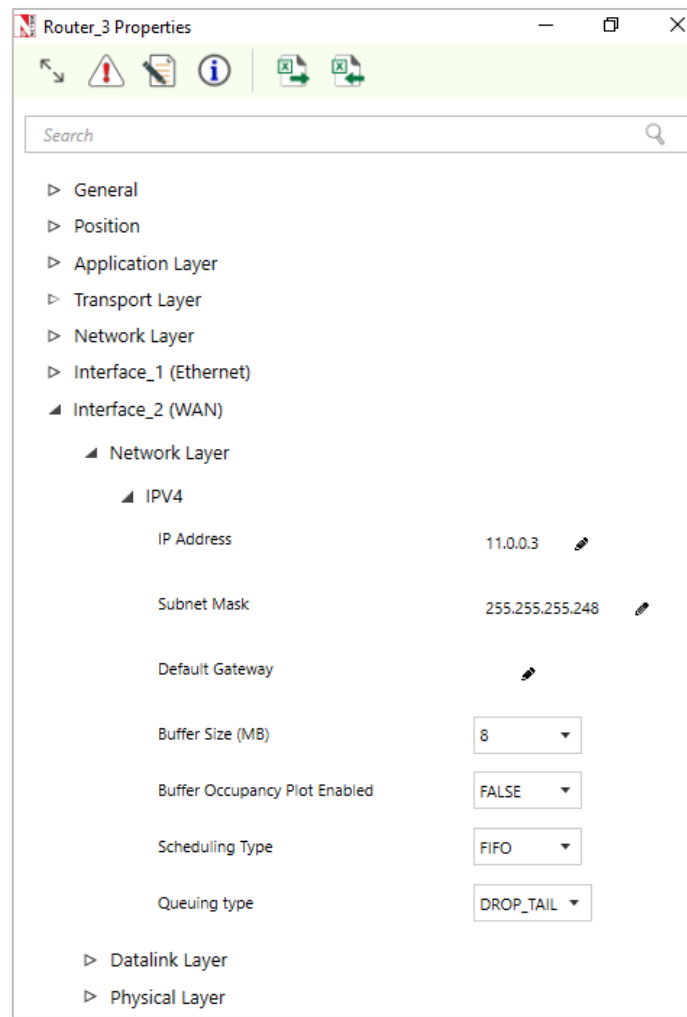 Router_3 Properties
Search
General
Position
Application Layer
Transport Layer
Network Layer
Interface_1 (Ethernet)
Interface_2 (WAN)
Network Layer
IPV4
IP Address 11.0.0.3
Subnet Mask 255.255.255.248
Default Gateway
Buffer Size (MB) 8
Buffer Occupancy Plot Enabled FALSE
Scheduling Type FIFO
Queuing type DROP_TAIL
Datalink Layer
Physical Layer